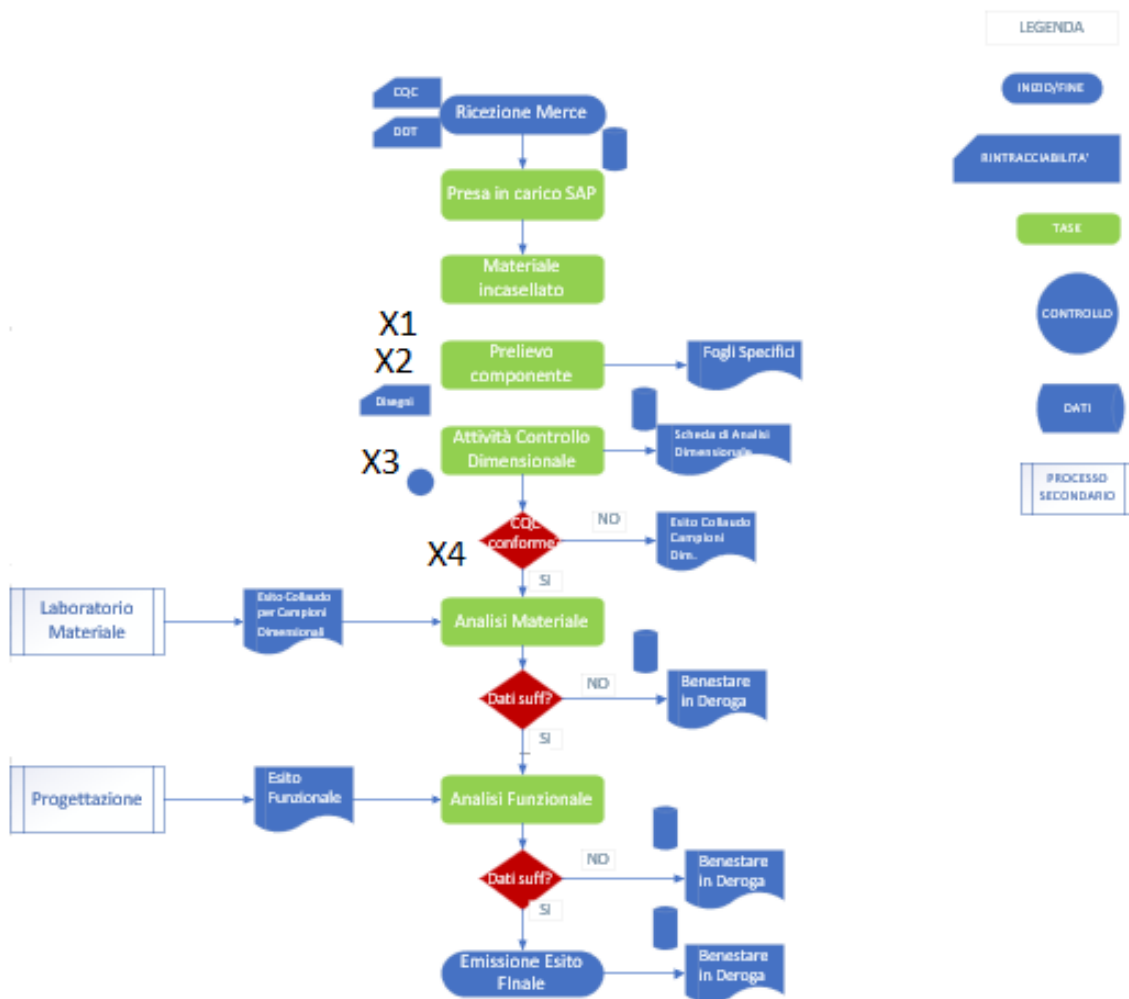 LEGENDA
INIZIO/FINE
RINTRACCIABILITA'
TASK
CONTROLLO
DATI
PROCESSO
SECONDARIO
CQC
DDT
Ricezione Merce
Presa in carico SAP
Materiale
incasellato
X1
X2
Prelievo
componente
Fogli Specifici
Disegni
Attività Controllo
Dimensionale
Scheda di Analisi
Dimensionale
X3
CQC
conforme?
NO
Esito Collaudo
Campioni
Dim.
X4
SI
Laboratorio
Materiale
Esito Collaudo
per Campioni
Dimensionali
Analisi Materiale
Dati suff?
NO
Benestare
in Deroga
SI
Progettazione
Esito
Funzionale
Analisi Funzionale
Dati suff?
NO
Benestare
in Deroga
SI
Emissione Esito
FInale
Benestare
in Deroga